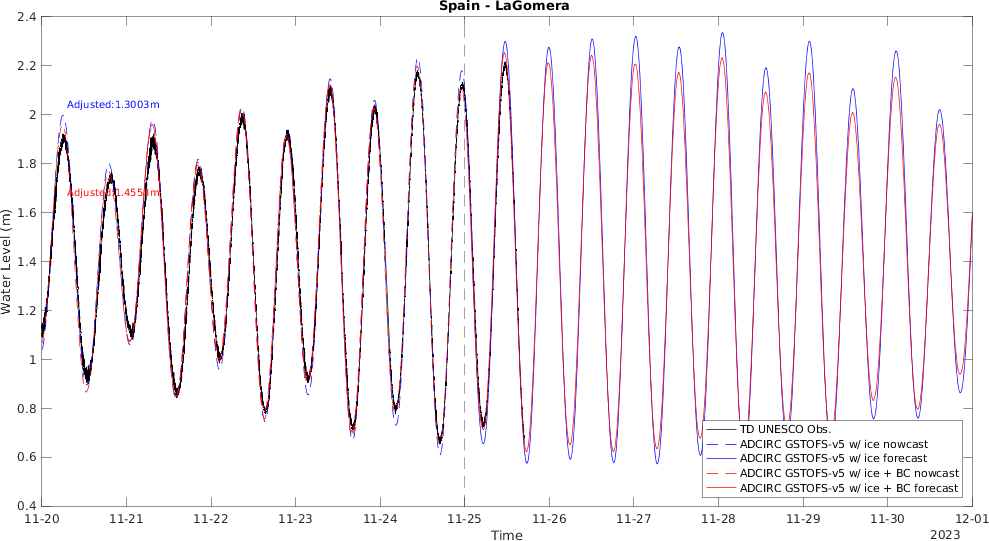 Spain - LaGomera
2.4
2.2
2
1.8
1.6
1.4
1.2
1
0.8
0.6
0.4
Water Level (m)
Adjusted:1.3003m
Adjusted:1.4553m
TD UNESCO Obs.
ADCIRC GSTOFS-v5 w/ ice nowcast
ADCIRC GSTOFS-v5 w/ ice forecast
ADCIRC GSTOFS-v5 w/ ice + BC nowcast
ADCIRC GSTOFS-v5 w/ ice + BC forecast
11-20 11-21 11-22 11-23 11-24 11-25 11-26 11-27 11-28 11-29 11-30 12-01
Time
2023